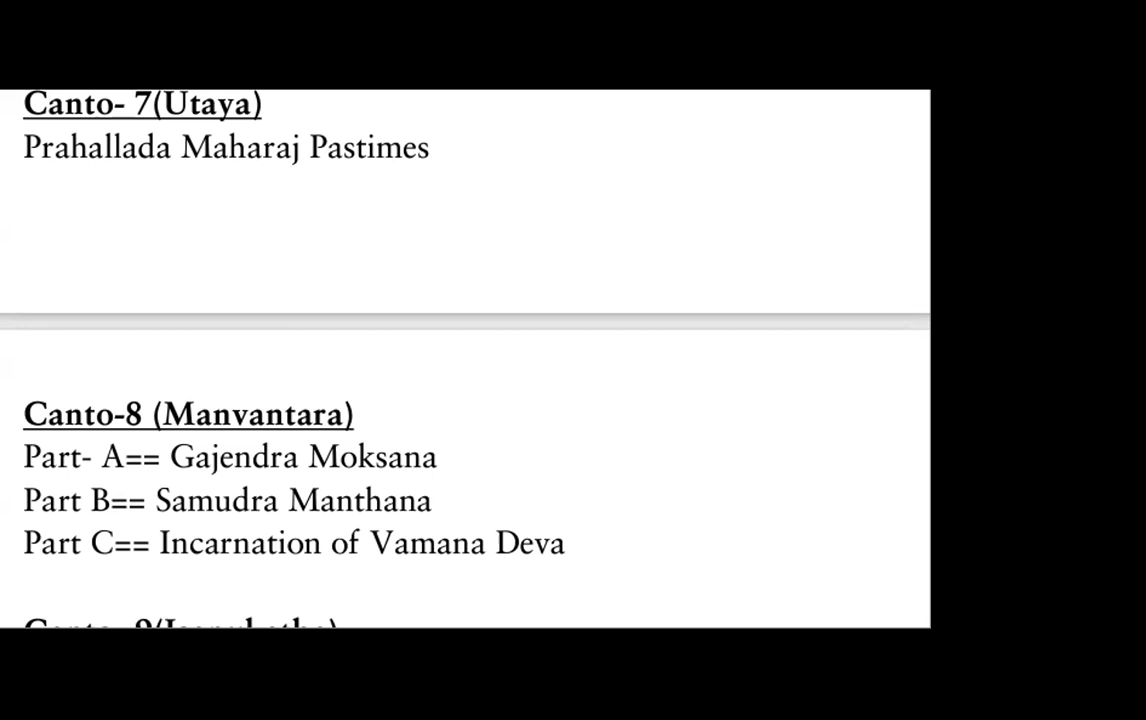 Canto- 7(Utaya)
Prahallada Maharaj Pastimes
Canto-8 (Manvantara)
Part- A== Gajendra Moksana
Part B== Samudra Manthana
Part C== Incarnation of Vamana Deva